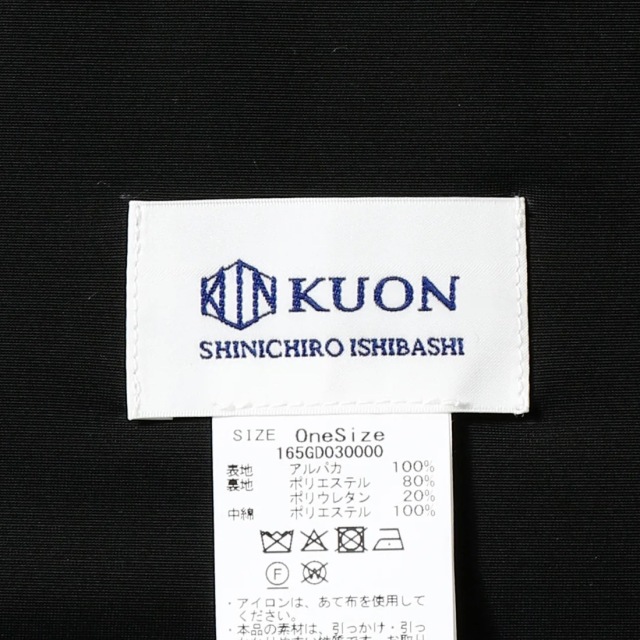 KUON KUON
SHINICHIRO ISHIBASHI
SIZE OneSize
165GD030000
表地 アルパカ 100%
裏地 ポリエステル 80%
ポリウレタン 20%
中綿 ポリエステル 100%
F W
・アイロンは、あて布を使用して
ください。
・本品の素材は、引っかけ・引っ